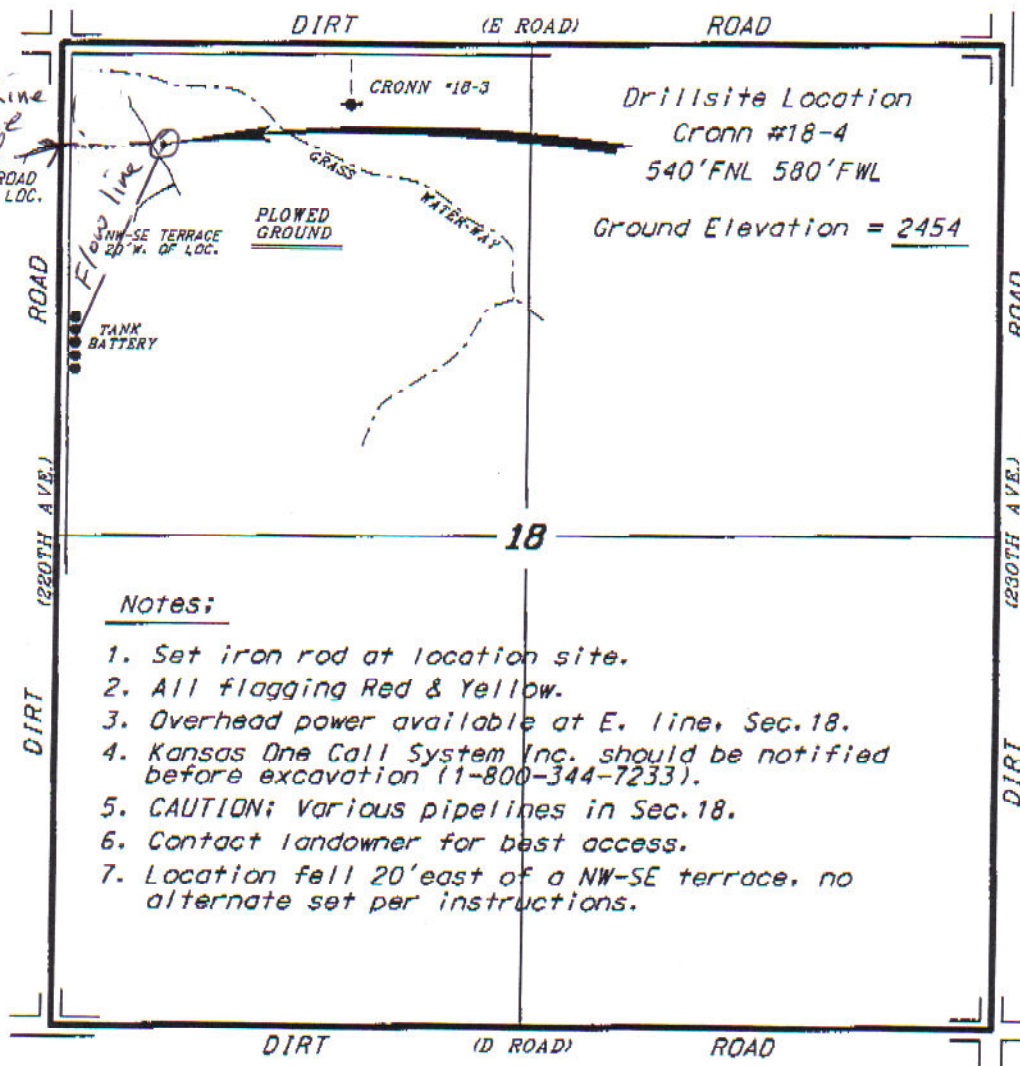 DIRT (E ROAD) ROAD
CRONN #18-3
Drillsite Location
Cronn #18-4
540'FNL 580'FWL
Ground Elevation = 2454
ROAD
LOC.
Flow line
GRASS
WATER-WAY
PLOWED
GROUND
NW-SE TERRACE
20'W. OF LOC.
TANK
BATTERY
ROAD
(220TH AVE.)
DIRT
ROAD
(230TH AVE.)
DIRT
18
Notes:
1. Set iron rod at location site.
2. All flagging Red & Yellow.
3. Overhead power available at E. line, Sec.18.
4. Kansas One Call System Inc. should be notified
before excavation (1-800-344-7233).
5. CAUTION: Various pipelines in Sec.18.
6. Contact landowner for best access.
7. Location fell 20'east of a NW-SE terrace, no
alternate set per instructions.
DIRT (D ROAD) ROAD